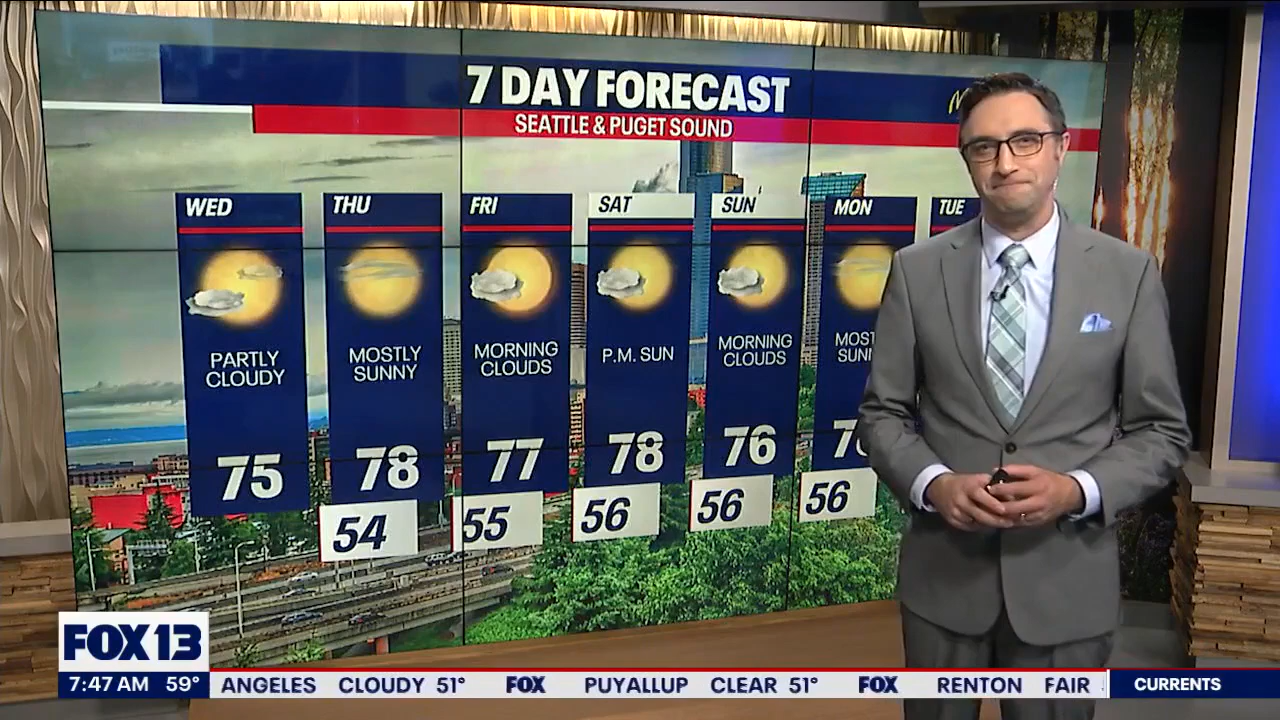 7 DAY FORECAST
SEATTLE & PUGET SOUND
WED
PARTLY
CLOUDY
75
THU
MOSTLY
SUNNY
78
54
FRI
MORNING
CLOUDS
77
55
SAT
P.M. SUN
78
56
SUN
MORNING
CLOUDS
76
56
MON
56
TUE
FOX 13
7:47 AM 59°
ANGELES CLOUDY 51° FOX PUYALLUP CLEAR 51° FOX RENTON FAIR
CURRENTS